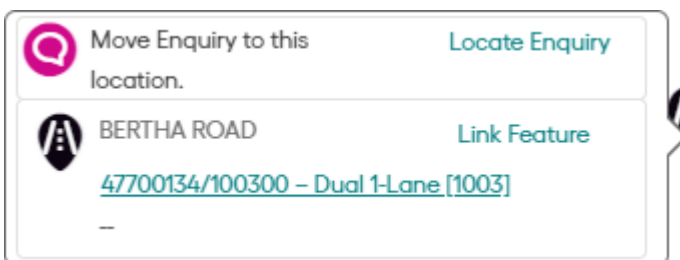 Move Enquiry to this
location.
Locate Enquiry
BERTHA ROAD
Link Feature
47700134/100300 – Dual 1-Lane [1003]
--